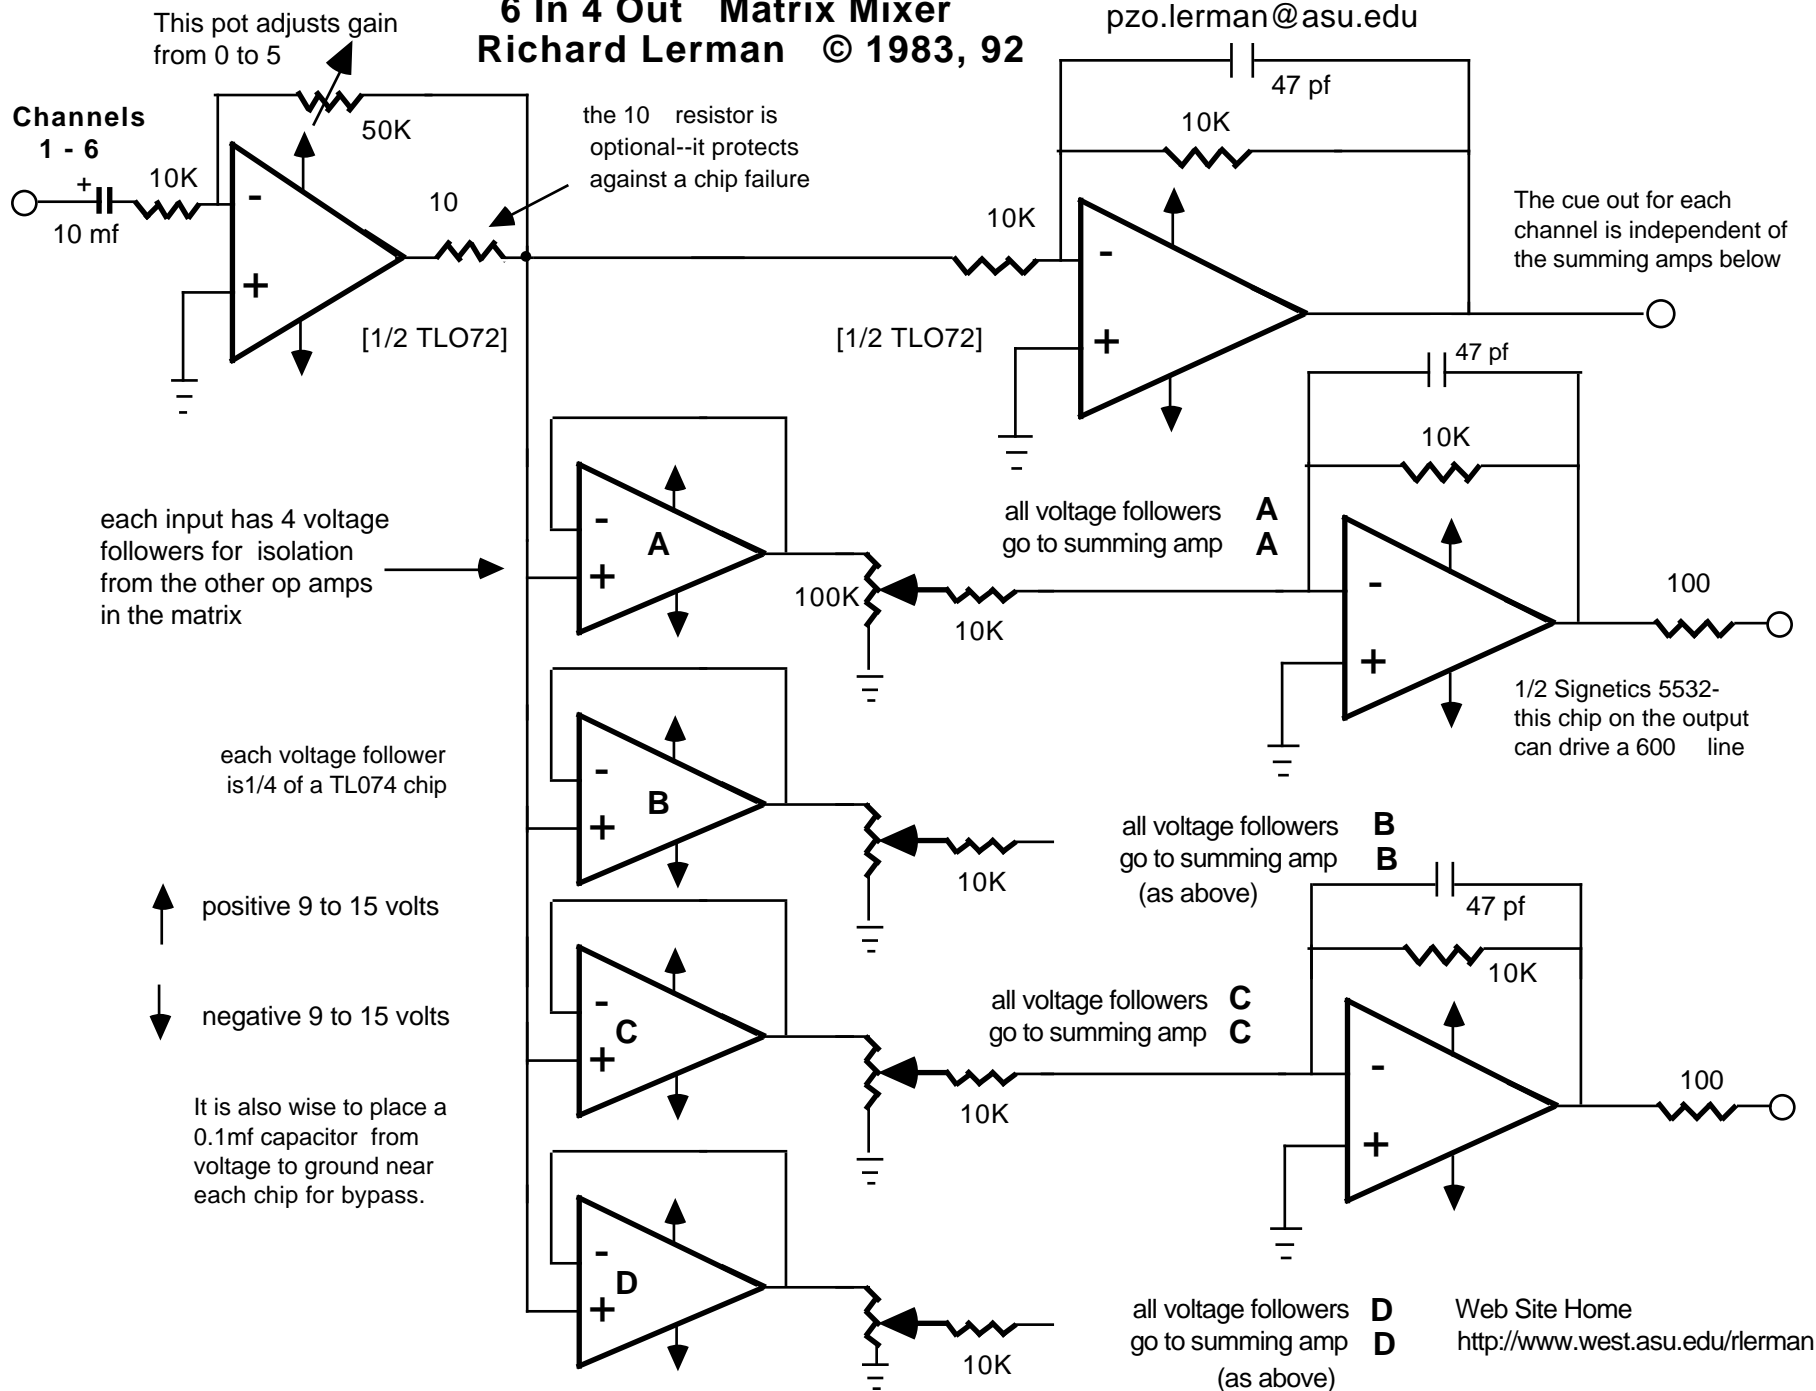 6 In 4 Out Matrix Mixer
Richard Lerman © 1983, 92
pzo.lerman@asu.edu
This pot adjusts gain
from 0 to 5
50K
Channels
1 - 6
+
10K
10 mf
-
+
10
the 10 resistor is
optional--it protects
against a chip failure
[1/2 TLO72]
47 pf
10K
10K
-
+
[1/2 TLO72]
The cue out for each
channel is independent of
the summing amps below
each input has 4 voltage
followers for isolation
from the other op amps
in the matrix
-
A
+
100K
10K
all voltage followers A
go to summing amp A
47 pf
10K
-
+
100
1/2 Signetics 5532-
this chip on the output
can drive a 600 line
each voltage follower
is1/4 of a TL074 chip
-
B
+
10K
all voltage followers B
go to summing amp B
(as above)
positive 9 to 15 volts
negative 9 to 15 volts
-
C
+
10K
all voltage followers C
go to summing amp C
47 pf
10K
-
+
100
It is also wise to place a
0.1mf capacitor from
voltage to ground near
each chip for bypass.
-
D
+
10K
all voltage followers D
go to summing amp D
(as above)
Web Site Home
http://www.west.asu.edu/rlerman